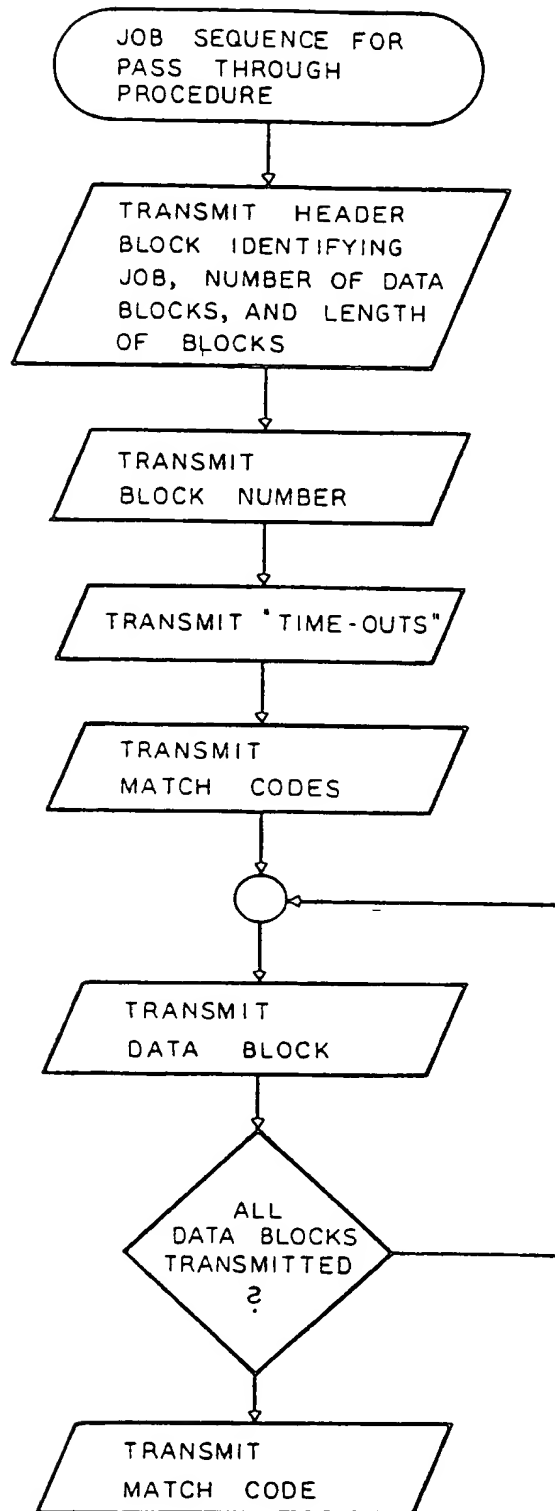 JOB SEQUENCE FOR
PASS THROUGH
PROCEDURE
TRANSMIT HEADER
BLOCK IDENTIFYING
JOB, NUMBER OF DATA
BLOCKS, AND LENGTH
OF BLOCKS
TRANSMIT
BLOCK NUMBER
TRANSMIT "TIME-OUTS"
TRANSMIT
MATCH CODES
TRANSMIT
DATA BLOCK
ALL
DATA BLOCKS
TRANSMITTED
?
TRANSMIT
MATCH CODE